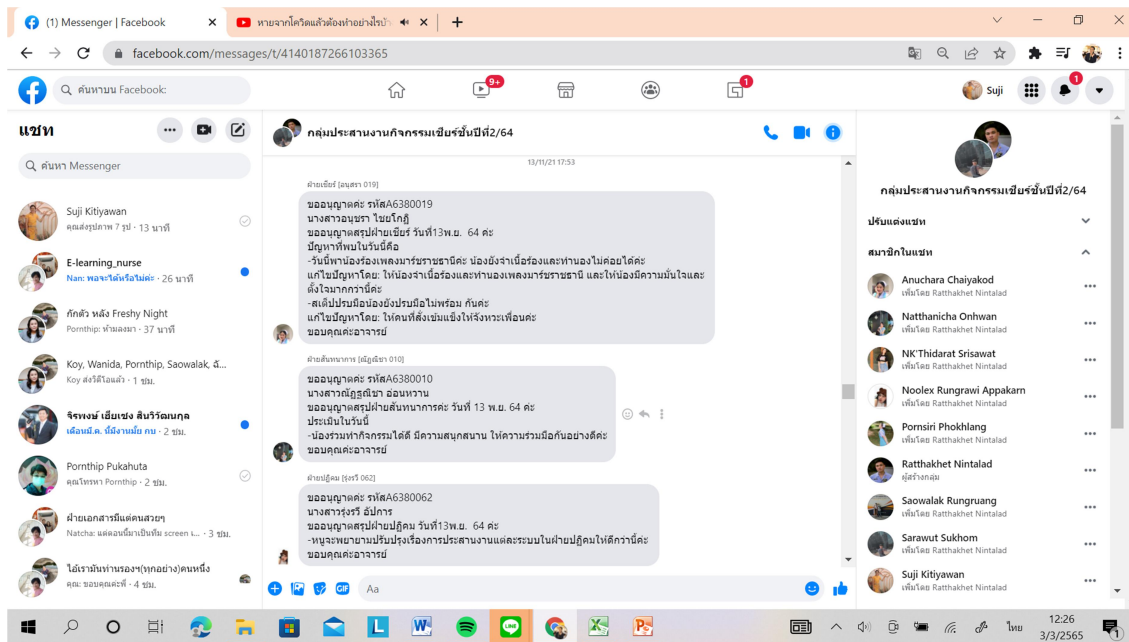 (1) Messenger | Facebook
หายจากโควิดแล้วต้องทำอย่างไรบ้า
facebook.com/messages/t/4140187266103365
ค้นหาบน Facebook:
9+
1
Suji
1
แชท
ค้นหา Messenger
Suji Kitiyawan
คุณส่งรูปภาพ 7 รูป · 13 นาที
E-learning_nurse
Nan: พอจะได้หรือไม่ค่ะ · 26 นาที
กักตัว หลัง Freshy Night
Pornthip: ห้ามลงมา · 37 นาที
Koy, Wanida, Pornthip, Saowalak, ฉั...
Koy ส่งวิดีโอแล้ว · 1 ชม.
จิรพงษ์ เฮียเซง สินวิวัฒนกุล
เดือนมี.ค. นี้มีงานมั้ย กบ · 2 ชม.
Pornthip Pukahuta
คุณโทรหา Pornthip · 2 ชม.
ฝ่ายเอกสารมีแต่คนสวยๆ
Natcha: แต่ตอนนี้มาเป็นทีม screen เ... · 3 ชม.
ไอ้เรามันท่านรองฯ(ทุกอย่าง)คนหนึ่ง
คุณ: ขอบคุณค่ะพี่ · 4 ชม.
กลุ่มประสานงานกิจกรรมเชียร์ชั้นปีที่2/64
13/11/21 17:53
ฝ่ายเชียร์ [อนุสรา 019]
ขออนุญาตค่ะ รหัสA6380019
นางสาวอนุชรา ไชยโกฏิ
ขออนุญาตสรุปฝ่ายเชียร์ วันที่13พ.ย. 64 ค่ะ
ปัญหาที่พบในวันนี้คือ
-วันนี้พาน้องร้องเพลงมาร์ชราชธานีค่ะ น้องยังจำเนื้อร้องและทำนองไม่ค่อยได้ค่ะ
แก้ไขปัญหาโดย: ให้น้องจำเนื้อร้องและทำนองเพลงมาร์ชราชธานี และให้น้องมีความมั่นใจและ
ตั้งใจมากกว่านี้ค่ะ
-สเต็ปปรบมือน้องยังปรบมือไม่พร้อม กันค่ะ
แก้ไขปัญหาโดย: ให้คนที่สั่งเข้มแข็งให้จังหวะเพื่อนค่ะ
ขอบคุณค่ะอาจารย์
ฝ่ายสันทนาการ [ณัฏณิชา 010]
ขออนุญาตค่ะ รหัสA6380010
นางสาวณัฏฐณิชา อ่อนหวาน
ขออนุญาตสรุปฝ่ายสันทนาการค่ะ วันที่ 13 พ.ย. 64 ค่ะ
ประเมินในวันนี้
-น้องร่วมทำกิจกรรมได้ดี มีความสนุกสนาน ให้ความร่วมมือกันอย่างดีค่ะ
ขอบคุณค่ะอาจารย์
ฝ่ายปฏิคม [รุ่งรวี 062]
ขออนุญาตค่ะ รหัสA6380062
นางสาวรุ่งรวี อัปการ
ขออนุญาตสรุปฝ่ายปฏิคม วันที่13พ.ย. 64 ค่ะ
-หนูจะพยายามปรับปรุงเรื่องการประสานงานแต่ละระบบในฝ่ายปฏิคมให้ดีกว่านี้ค่ะ
ขอบคุณค่ะอาจารย์
GIF
Aa
กลุ่มประสานงานกิจกรรมเชียร์ชั้นปีที่2/64
ปรับแต่งแชท
สมาชิกในแชท
Anuchara Chaiyakod
เพิ่มโดย Ratthakhet Nintalad
Natthanicha Onhwan
เพิ่มโดย Ratthakhet Nintalad
NK'Thidarat Srisawat
เพิ่มโดย Ratthakhet Nintalad
Noolex Rungrawi Appakarn
เพิ่มโดย Ratthakhet Nintalad
Pornsiri Phokhlang
เพิ่มโดย Ratthakhet Nintalad
Ratthakhet Nintalad
ผู้สร้างกลุ่ม
Saowalak Rungruang
เพิ่มโดย Ratthakhet Nintalad
Sarawut Sukhom
เพิ่มโดย Ratthakhet Nintalad
Suji Kitiyawan
เพิ่มโดย Ratthakhet Nintalad
ไทย
12:26
3/3/2565
1